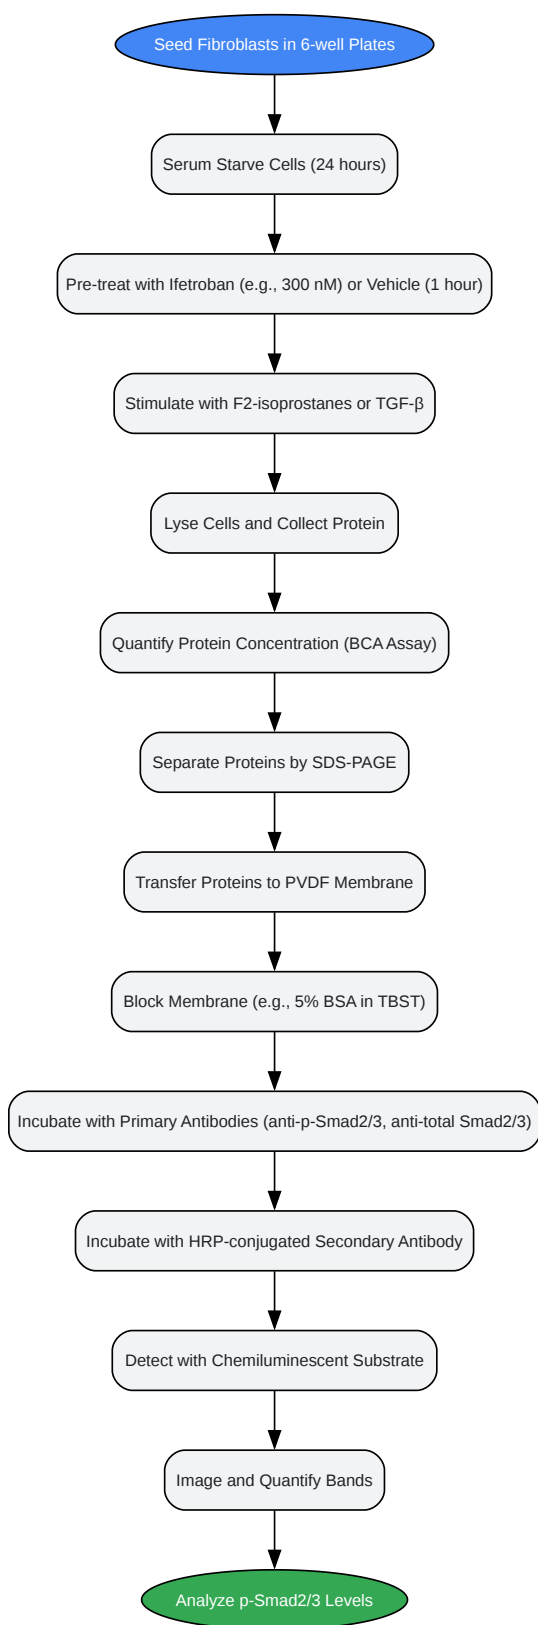 Seed Fibroblasts in 6-well Plates
Serum Starve Cells (24 hours)
Pre-treat with Ifetroban (e.g., 300 nM) or Vehicle (1 hour)
Stimulate with F2-isoprostanes or TGF-β
Lyse Cells and Collect Protein
Quantify Protein Concentration (BCA Assay)
Separate Proteins by SDS-PAGE
Transfer Proteins to PVDF Membrane
Block Membrane (e.g., 5% BSA in TBST)
Incubate with Primary Antibodies (anti-p-Smad2/3, anti-total Smad2/3)
Incubate with HRP-conjugated Secondary Antibody
Detect with Chemiluminescent Substrate
Image and Quantify Bands
Analyze p-Smad2/3 Levels